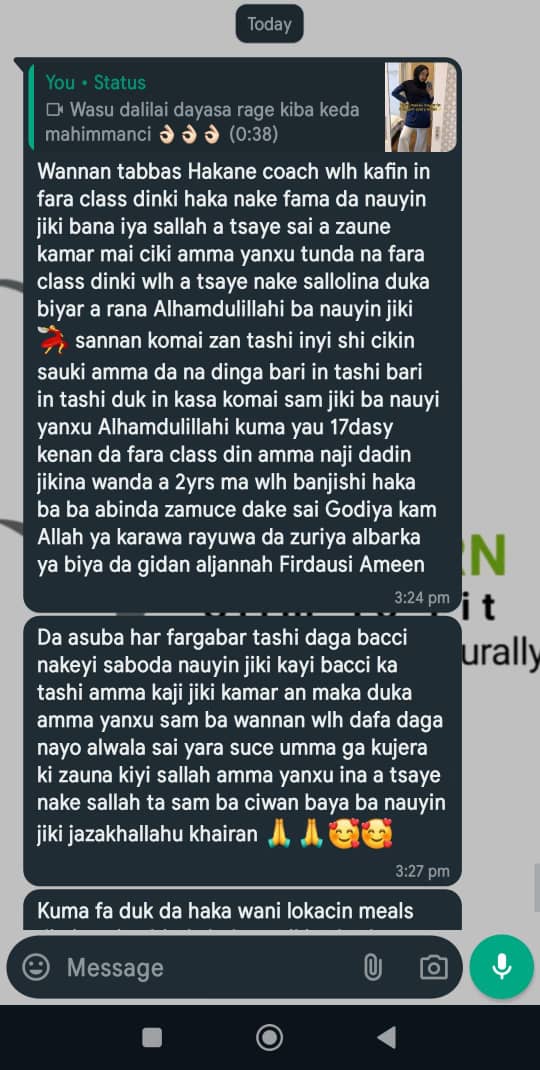 Today
You • Status
Wasu dalilai dayasa rage kiba keda
mahimmanci 👌🏻👌🏻👌🏻 (0:38)
Wannan tabbas Hakane coach wlh kafin in
fara class dinki haka nake fama da nauyin
jiki bana iya sallah a tsaye sai a zaune
kamar mai ciki amma yanxu tunda na fara
class dinki wlh a tsaye nake sallolina duka
biyar a rana Alhamdulillahi ba nauyin jiki
💃 sannan komai zan tashi inyi shi cikin
sauki amma da na dinga bari in tashi bari
in tashi duk in kasa komai sam jiki ba nauyi
yanxu Alhamdulillahi kuma yau 17dasy
kenan da fara class din amma naji dadin
jikina wanda a 2yrs ma wlh banjishi haka
ba ba abinda zamuce dake sai Godiya kam
Allah ya karawa rayuwa da zuriya albarka
ya biya da gidan aljannah Firdausi Ameen
3:24 pm
N
it
urally
Da asuba har fargabar tashi daga bacci
nakeyi saboda nauyin jiki kayi bacci ka
tashi amma kaji jiki kamar an maka duka
amma yanxu sam ba wannan wlh dafa daga
nayo alwala sai yara suce umma ga kujera
ki zauna kiyi sallah amma yanxu ina a tsaye
nake sallah ta sam ba ciwan baya ba nauyin
jiki jazakhallahu khairan 🙏🙏🥰🥰
3:27 pm
Kuma fa duk da haka wani lokacin meals
Message